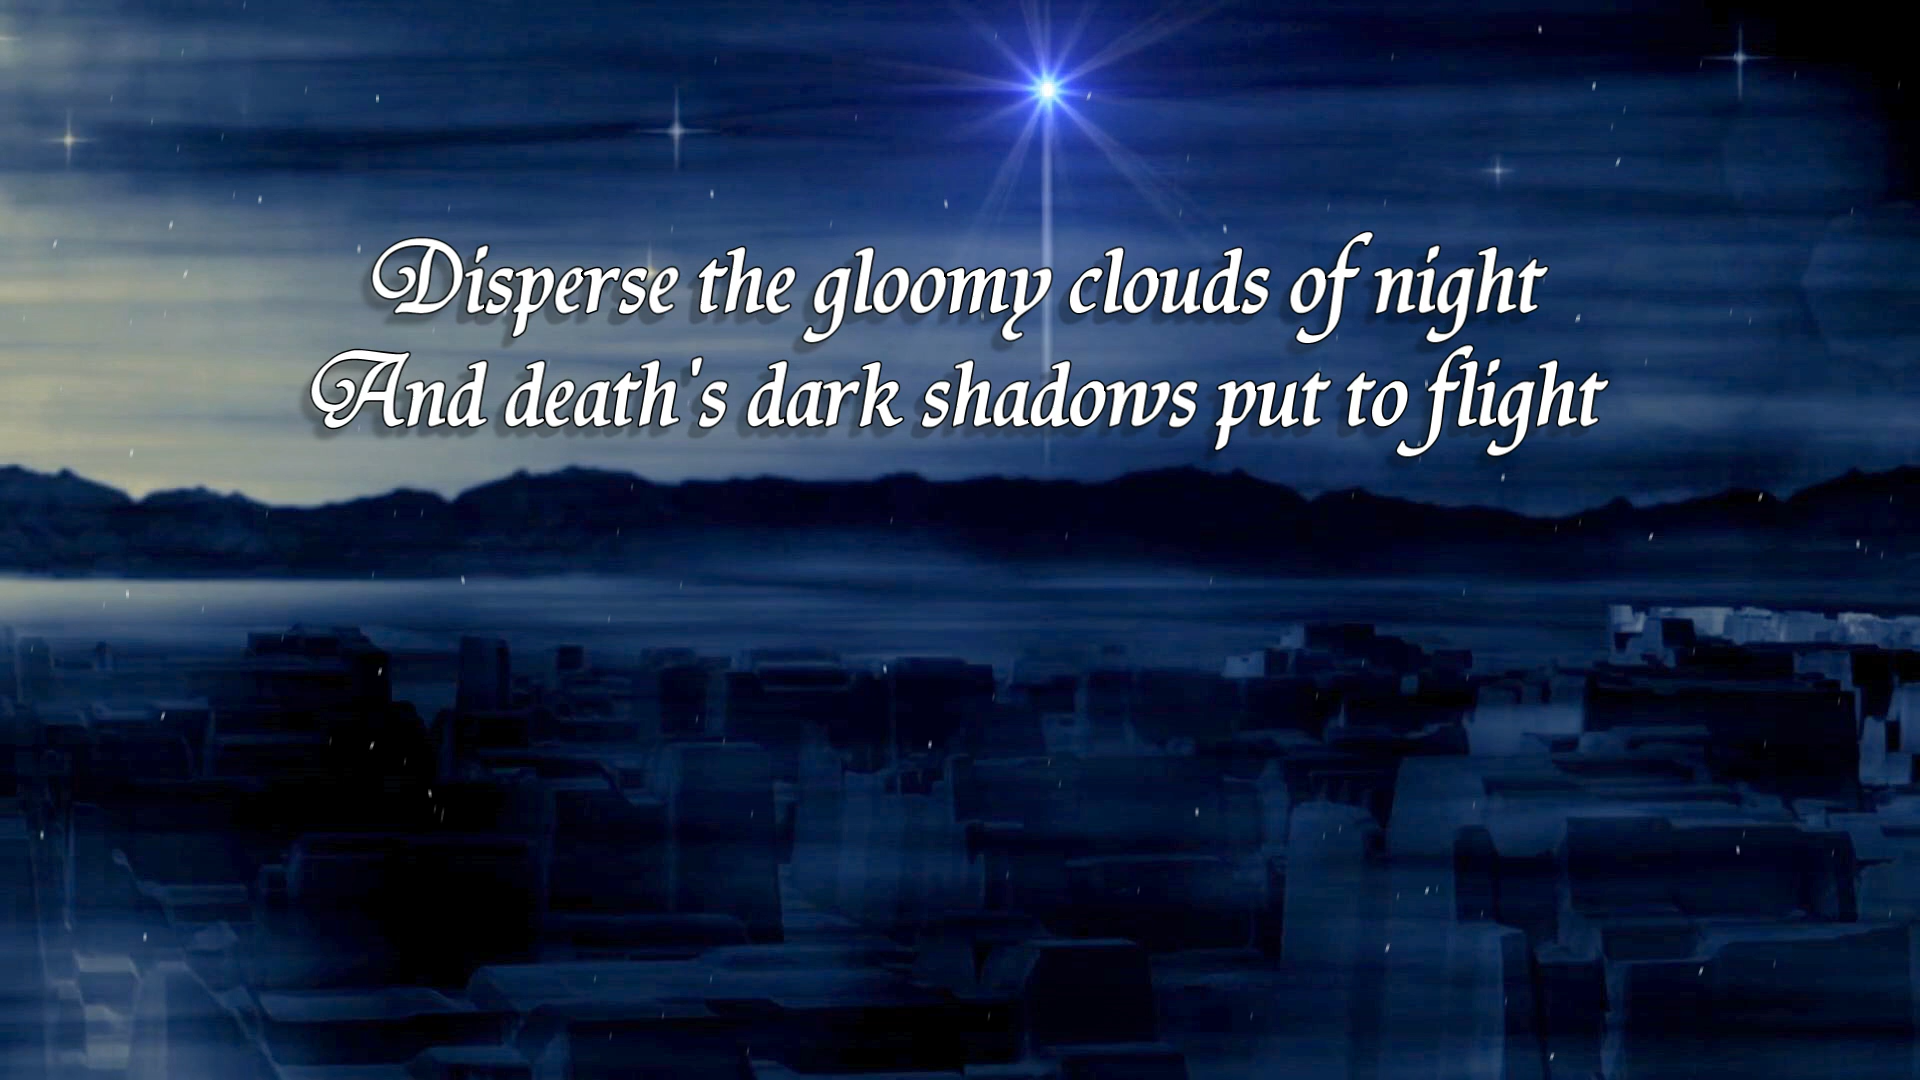 Disperse the gloomy clouds of night
And death's dark shadows put to flight